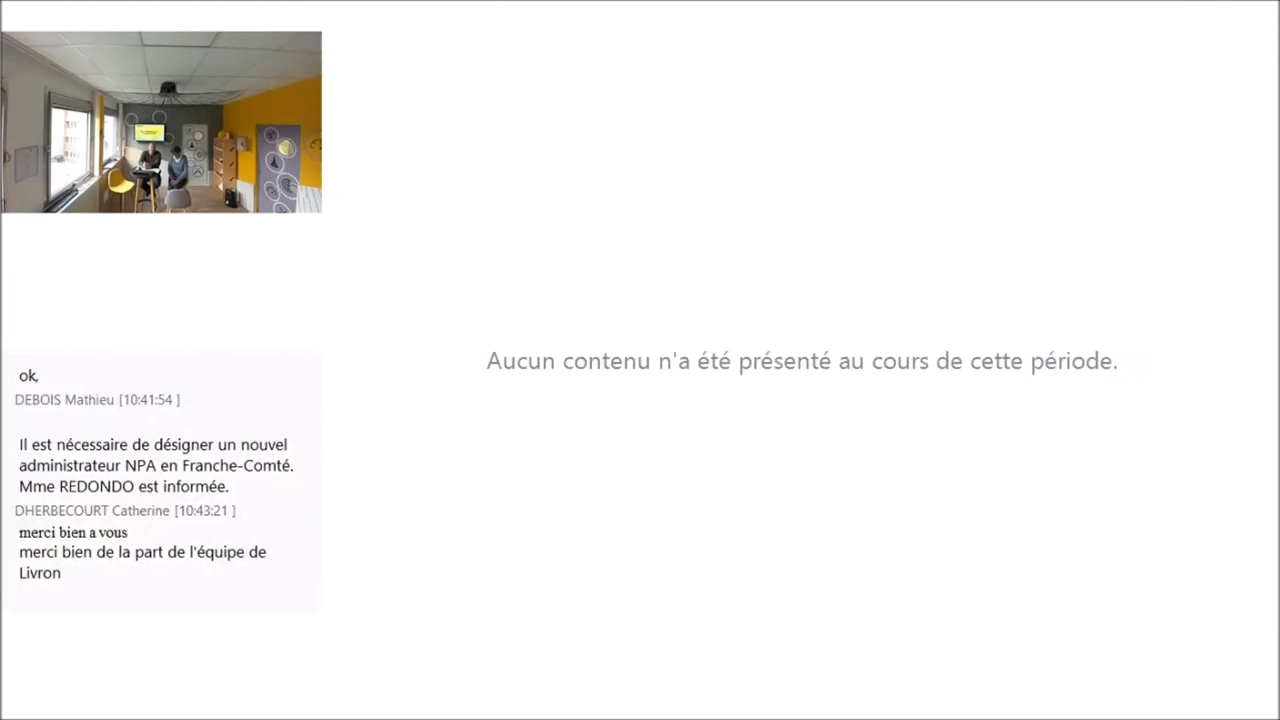 ok,
DEBOIS Mathieu [10:41:54 ]
Il est nécessaire de désigner un nouvel
administrateur NPA en Franche-Comté.
Mme REDONDO est informée.
DHERBECOURT Catherine [10:43:21 ]
merci bien a vous
merci bien de la part de l'équipe de
Livron
Aucun contenu n'a été présenté au cours de cette période.